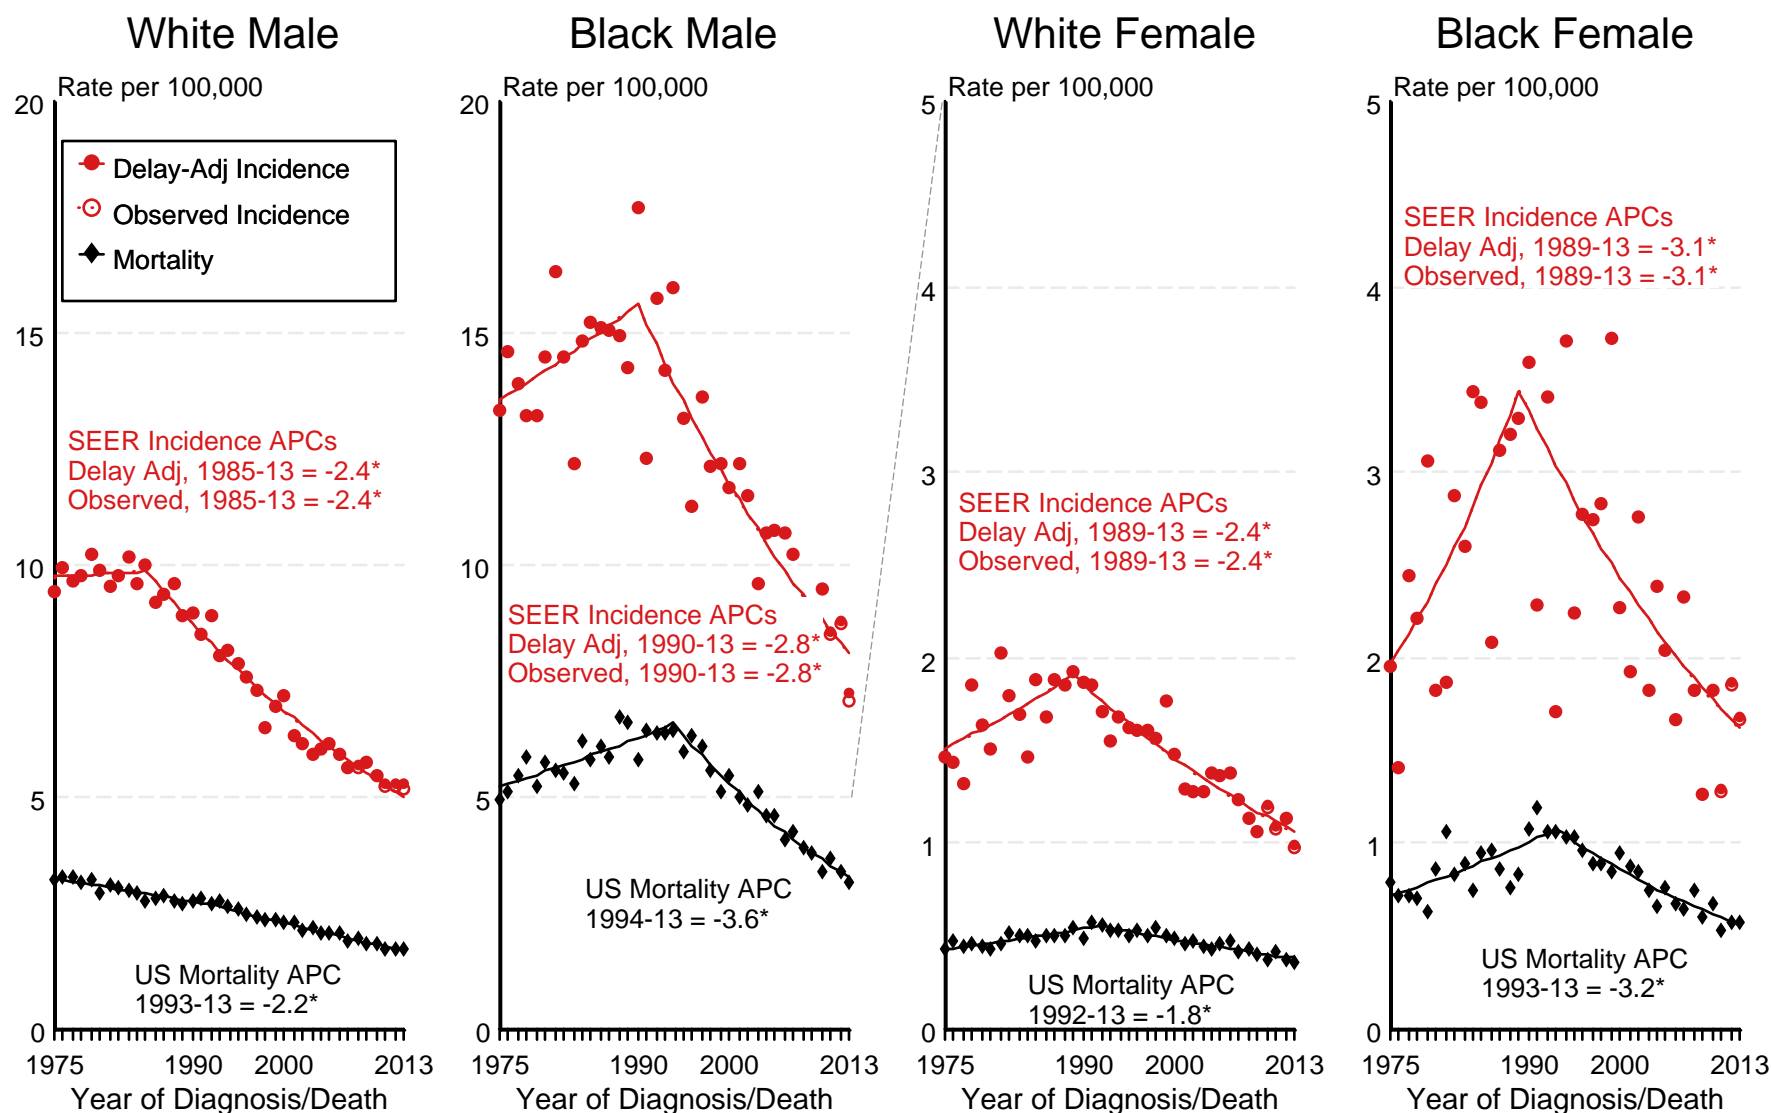 White Male
Rate per 100,000
20
15
10
5
0
Delay-Adj Incidence
Observed Incidence
Mortality
SEER Incidence APCs
Delay Adj, 1985-13 = -2.4*
Observed, 1985-13 = -2.4*
US Mortality APC
1993-13 = -2.2*
1975 1990 2000 2013
Year of Diagnosis/Death
Black Male
Rate per 100,000
20
15
10
5
0
SEER Incidence APCs
Delay Adj, 1990-13 = -2.8*
Observed, 1990-13 = -2.8*
US Mortality APC
1994-13 = -3.6*
1975 1990 2000 2013
Year of Diagnosis/Death
White Female
Rate per 100,000
5
4
3
2
1
0
SEER Incidence APCs
Delay Adj, 1989-13 = -2.4*
Observed, 1989-13 = -2.4*
US Mortality APC
1992-13 = -1.8*
1975 1990 2000 2013
Year of Diagnosis/Death
Black Female
Rate per 100,000
5
4
3
2
1
0
SEER Incidence APCs
Delay Adj, 1989-13 = -3.1*
Observed, 1989-13 = -3.1*
US Mortality APC
1993-13 = -3.2*
1975 1990 2000 2013
Year of Diagnosis/Death